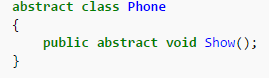 abstract class Phone
{
    public abstract void Show();
}